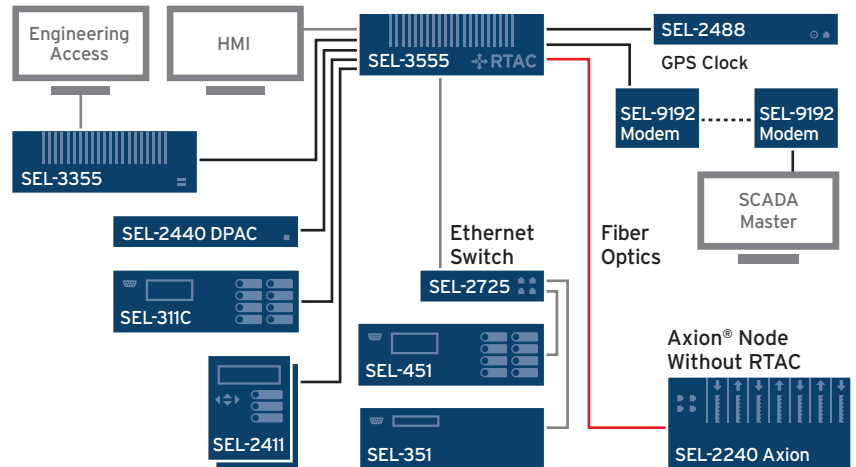 Engineering
Access
HMI
SEL-3555
RTAC
SEL-2488
GPS Clock
SEL-9192
Modem
SEL-9192
Modem
SEL-3355
SCADA
Master
SEL-2440 DPAC
Ethernet
Switch
Fiber
Optics
SEL-2725
SEL-311C
SEL-451
Axion® Node
Without RTAC
SEL-2411
SEL-351
SEL-2240 Axion